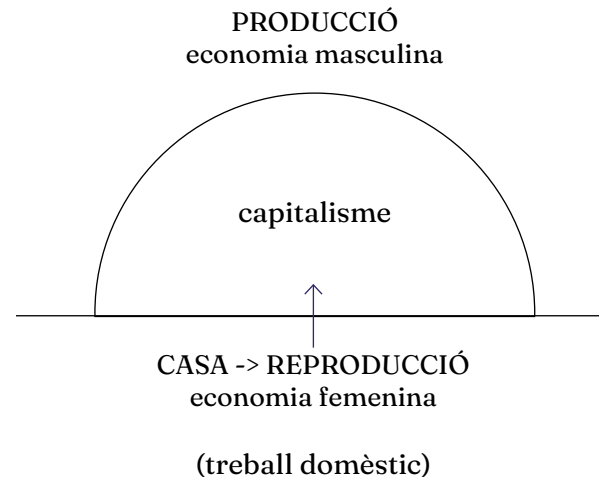 PRODUCCIÓ
economia masculina
capitalisme
CASA -> REPRODUCCIÓ
economia femenina
(treball domèstic)